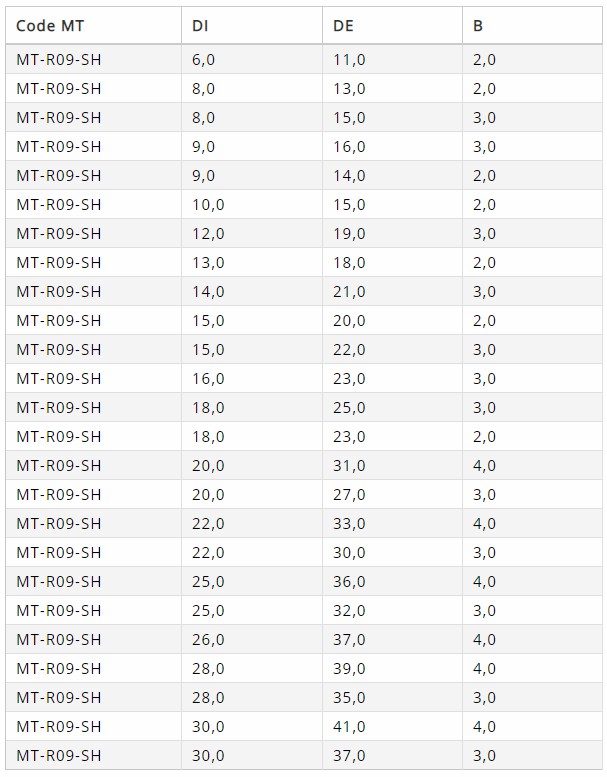 Code MT DI DE B
MT-R09-SH 6,0 11,0 2,0
MT-R09-SH 8,0 13,0 2,0
MT-R09-SH 8,0 15,0 3,0
MT-R09-SH 9,0 16,0 3,0
MT-R09-SH 9,0 14,0 2,0
MT-R09-SH 10,0 15,0 2,0
MT-R09-SH 12,0 19,0 3,0
MT-R09-SH 13,0 18,0 2,0
MT-R09-SH 14,0 21,0 3,0
MT-R09-SH 15,0 20,0 2,0
MT-R09-SH 15,0 22,0 3,0
MT-R09-SH 16,0 23,0 3,0
MT-R09-SH 18,0 25,0 3,0
MT-R09-SH 18,0 23,0 2,0
MT-R09-SH 20,0 31,0 4,0
MT-R09-SH 20,0 27,0 3,0
MT-R09-SH 22,0 33,0 4,0
MT-R09-SH 22,0 30,0 3,0
MT-R09-SH 25,0 36,0 4,0
MT-R09-SH 25,0 32,0 3,0
MT-R09-SH 26,0 37,0 4,0
MT-R09-SH 28,0 39,0 4,0
MT-R09-SH 28,0 35,0 3,0
MT-R09-SH 30,0 41,0 4,0
MT-R09-SH 30,0 37,0 3,0